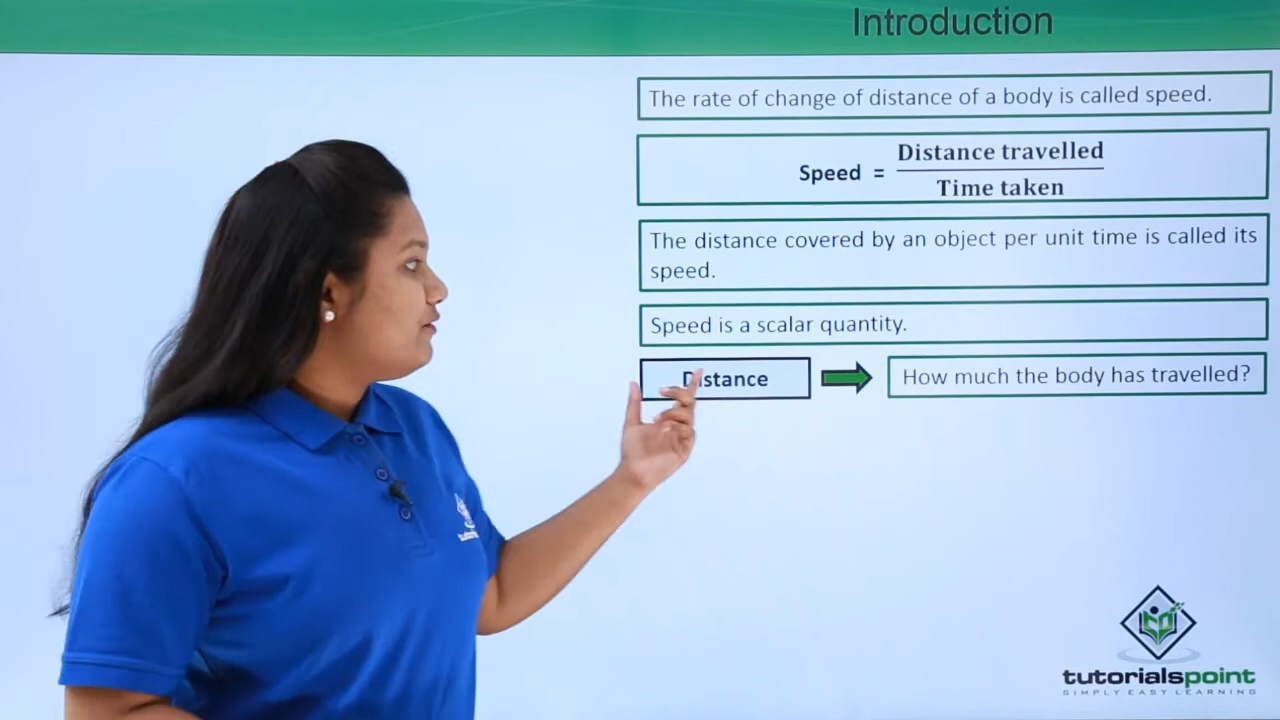 Introduction
The rate of change of distance of a body is called speed.
Speed = Distance travelled
Time taken
The distance covered by an object per unit time is called its
speed.
Speed is a scalar quantity.
Distance
How much the body has travelled?
tutorialspoint
SIMPLY EASY LEARNING